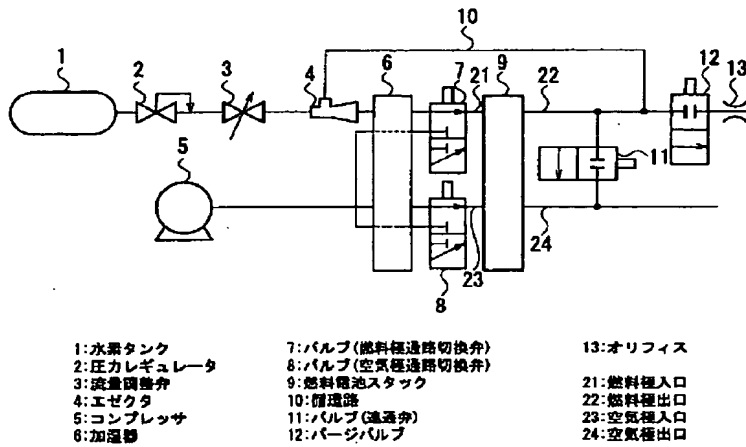 10
1
2
3
4
6
7
21
9
22
12
13
5
11
23
24
8
1:水素タンク
2:圧力レギュレータ
3:流量調整弁
4:エゼクタ
5:コンプレッサ
6:加湿器
7:バルブ(燃料極通路切換弁)
8:バルブ(空気極通路切換弁)
9:燃料電池スタック
10:循環路
11:バルブ(連通弁)
12:パージバルブ
13:オリフィス
21:燃料極入口
22:燃料極出口
23:空気極入口
24:空気極出口